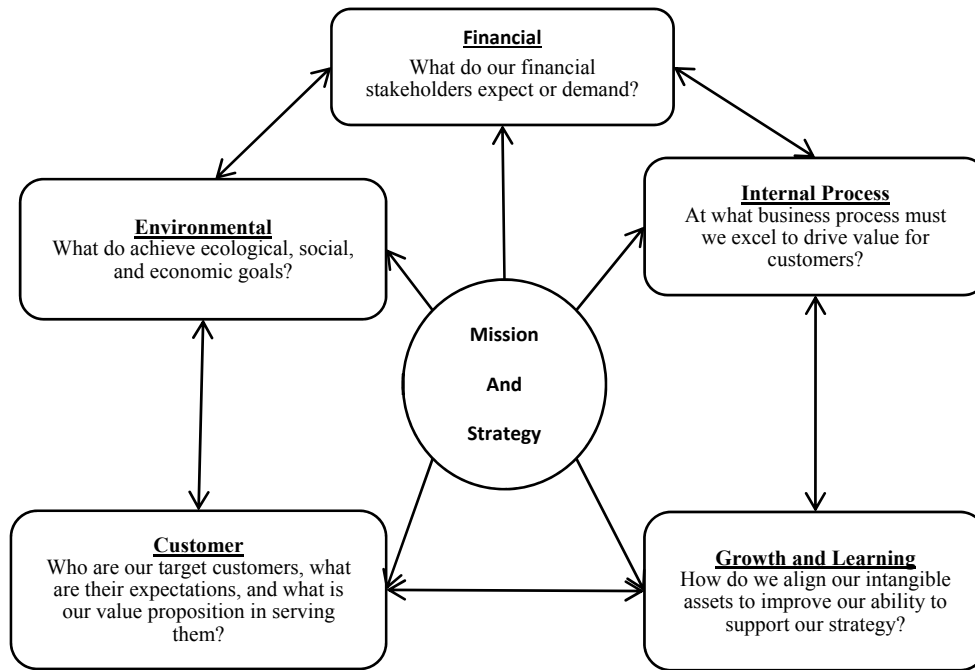 Financial
What do our financial
stakeholders expect or demand?
Environmental
What do achieve ecological, social,
and economic goals?
Internal Process
At what business process must
we excel to drive value for
customers?
Mission
And
Strategy
Customer
Who are our target customers, what
are their expectations, and what is
our value proposition in serving
them?
Growth and Learning
How do we align our intangible
assets to improve our ability to
support our strategy?